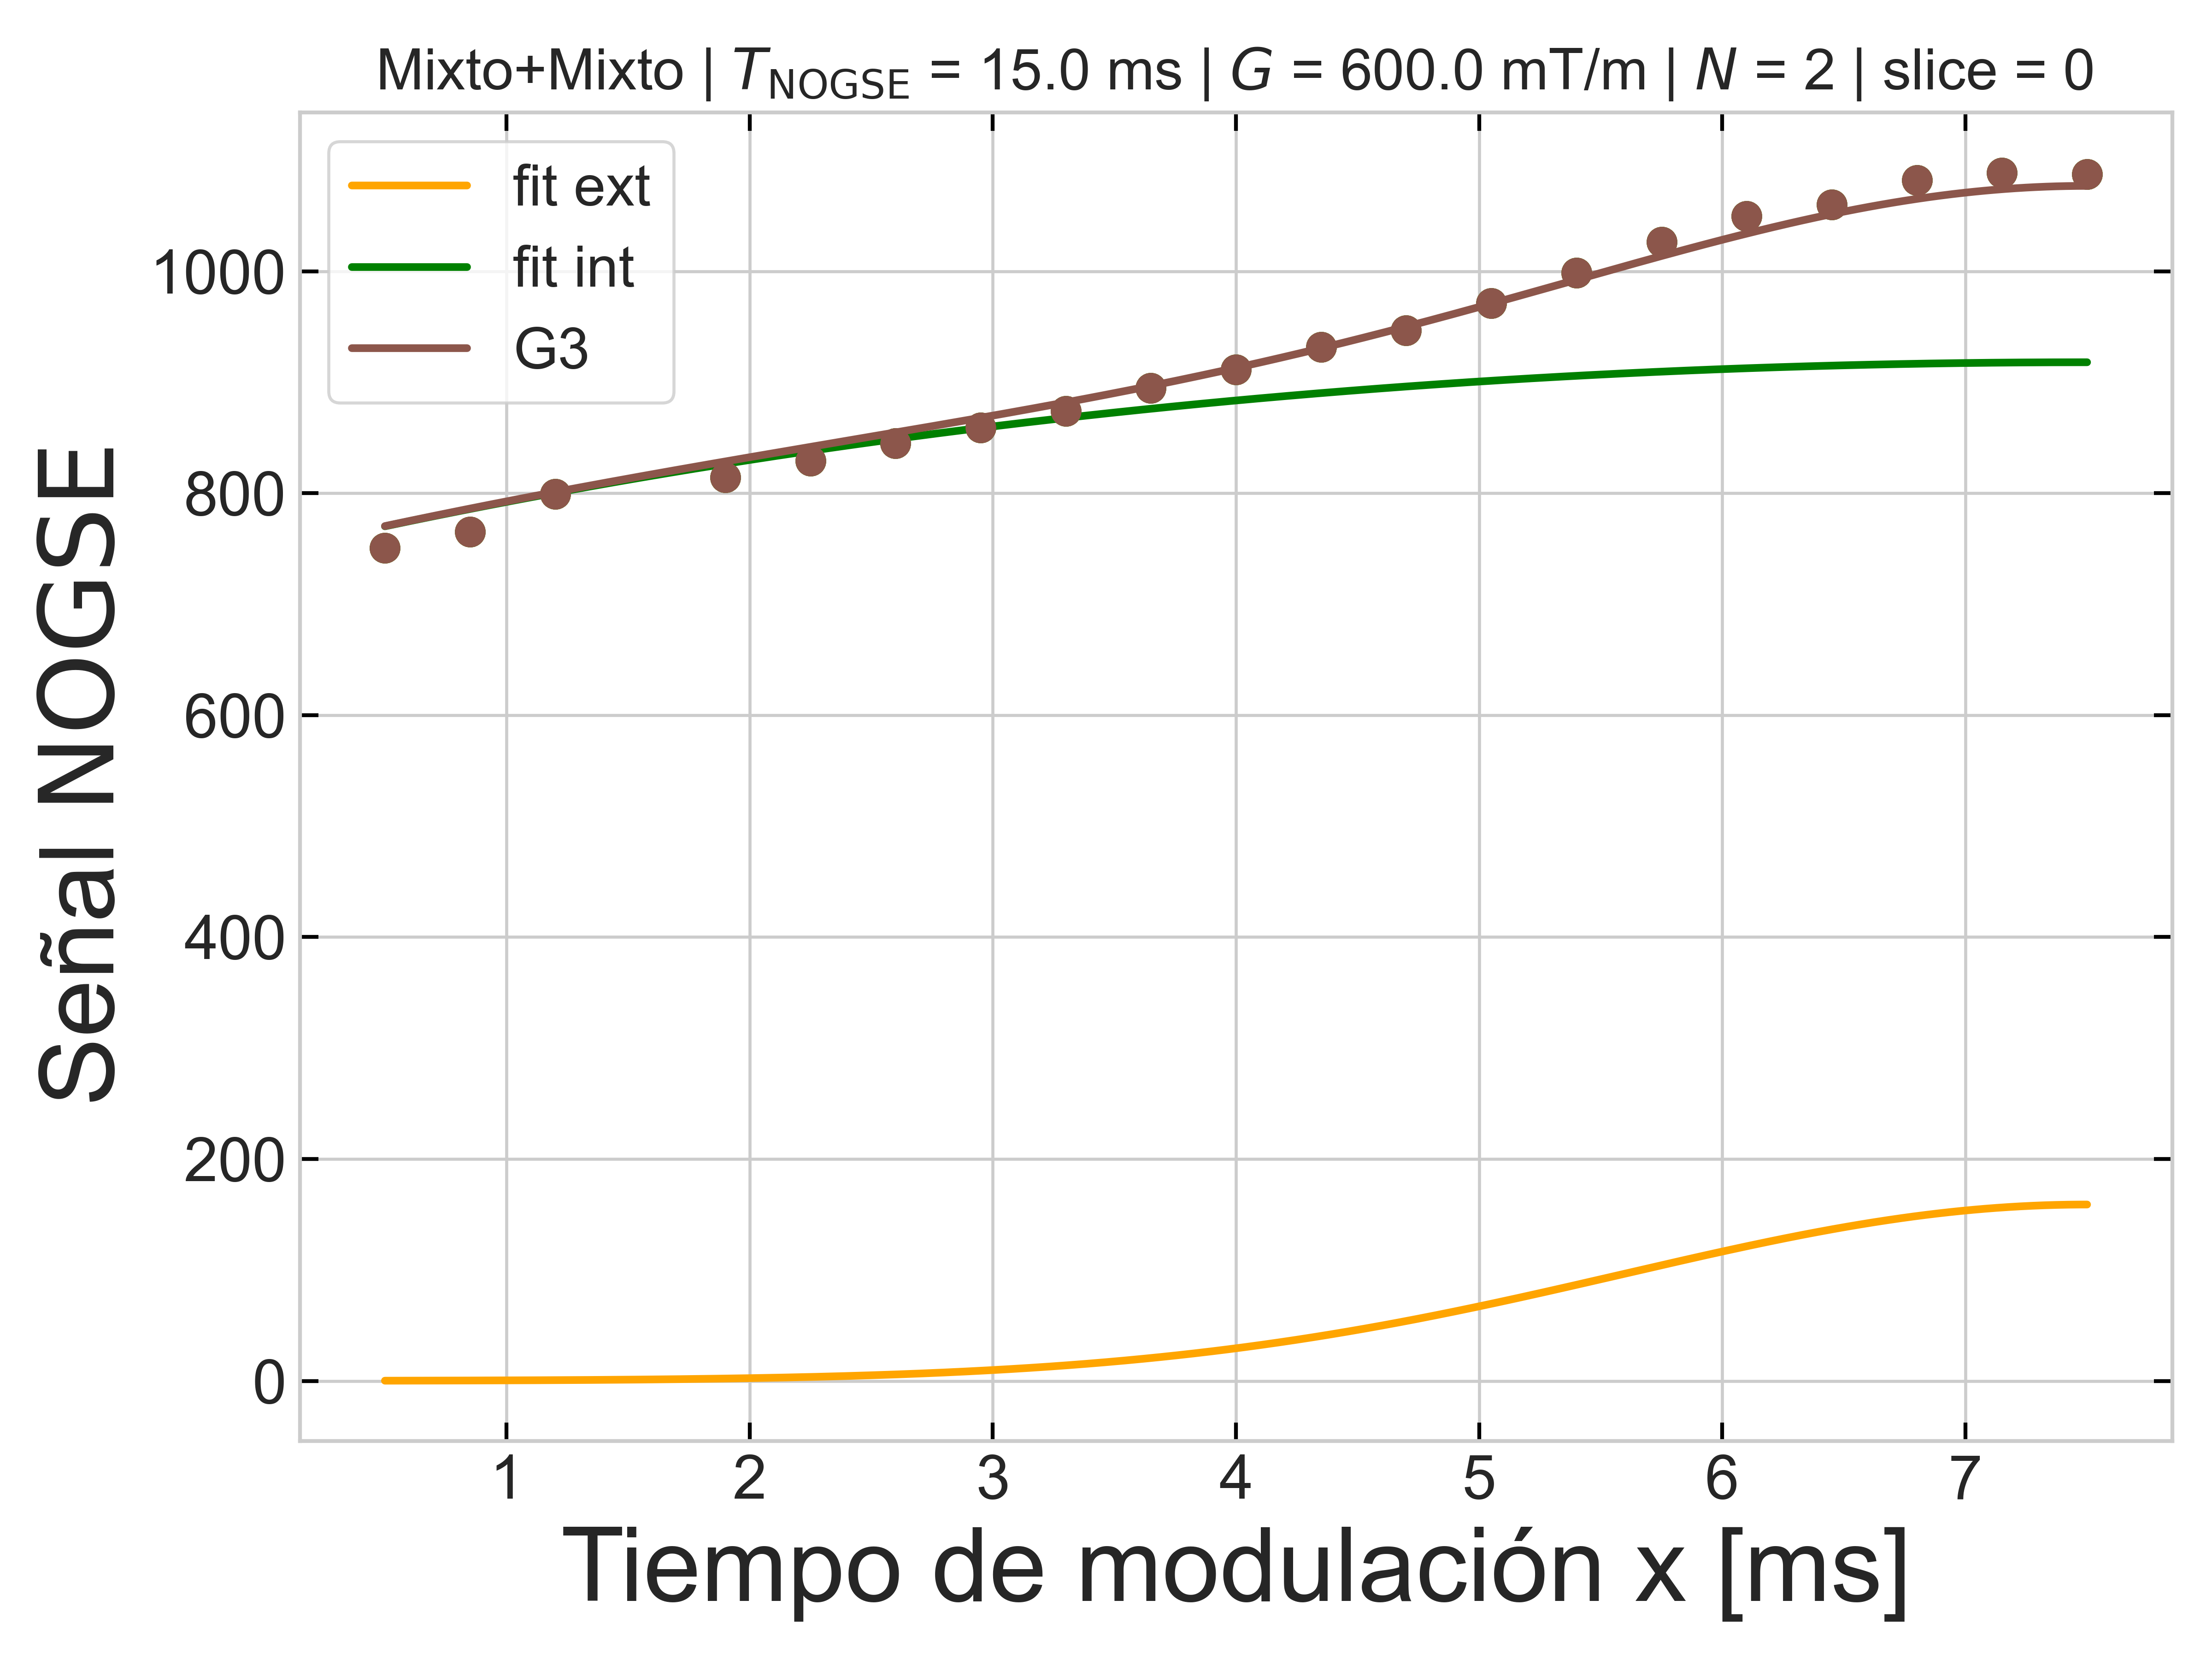 Mixto+Mixto | T_NOGSE = 15.0 ms | G = 600.0 mT/m | N = 2 | slice = 0
fit ext
fit int
G3
1000
800
600
400
200
0
Señal NOGSE
1 2 3 4 5 6 7
Tiempo de modulación x [ms]